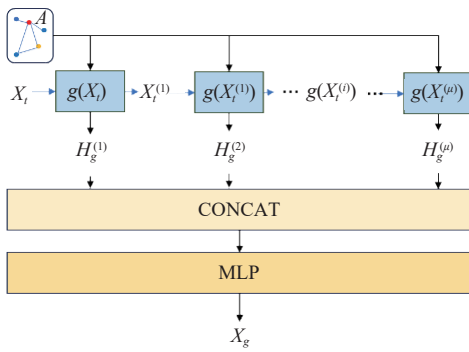 A
X_t g(X_t) X_t^{(1)} g(X_t^{(1)}) ··· g(X_t^{(i)}) ··· g(X_t^{(μ)})
H_g^{(1)} H_g^{(2)} H_g^{(μ)}
CONCAT
MLP
X_g